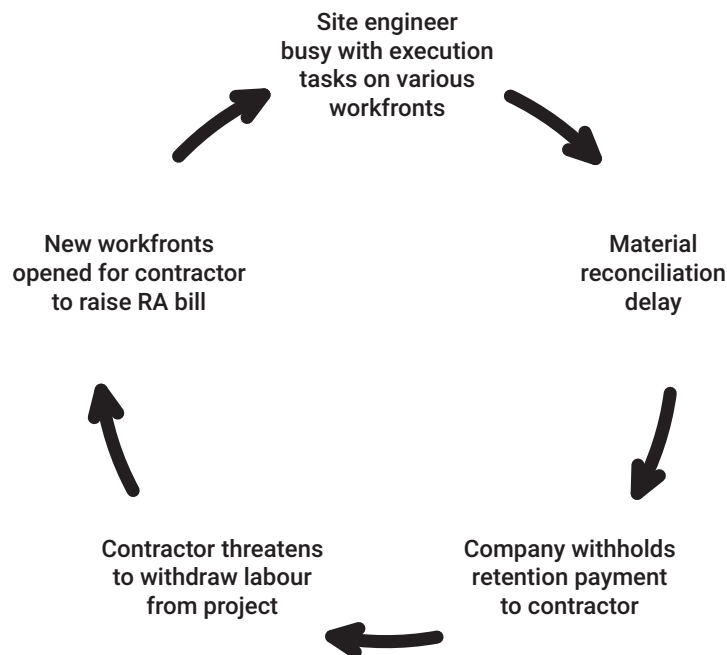 Site engineer
busy with execution
tasks on various
workfronts
Material
reconciliation
delay
Company withholds
retention payment
to contractor
Contractor threatens
to withdraw labour
from project
New workfronts
opened for contractor
to raise RA bill